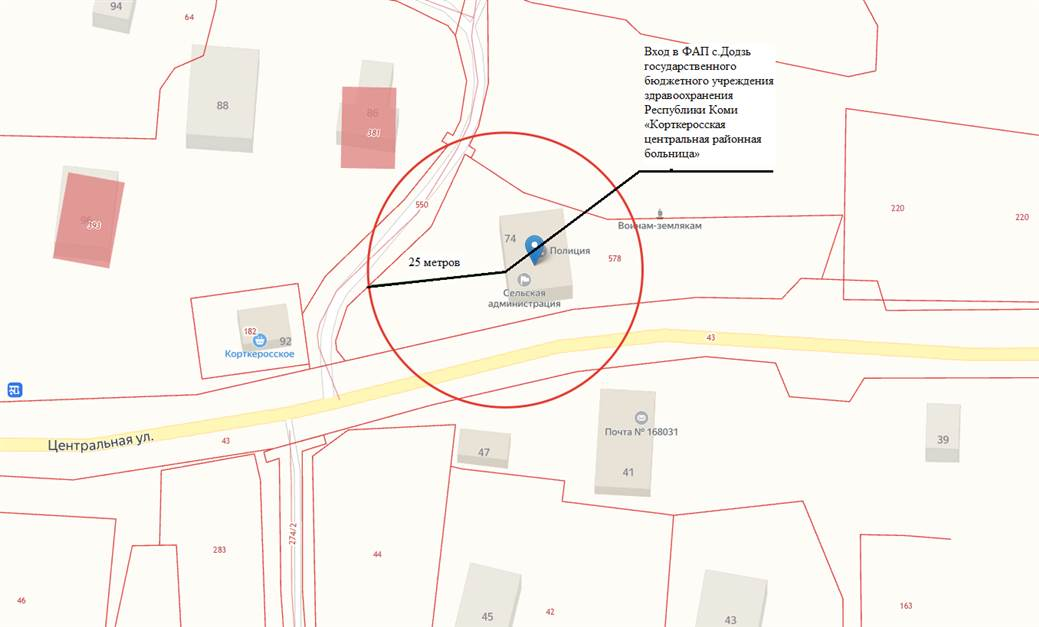 94
64
88
86
381
Вход в ФАП с.Додзь
государственного
бюджетного учреждения
здравоохранения
Республики Коми
«Корткеросская
центральная районная
больница»
393
550
220
220
Воинам-землякам
74
Полиция
578
25 метров
Сельская
администрация
182
92
Корткеросское
43
Центральная ул.
43
Почта № 168031
47
41
39
274/2
283
44
46
45
42
43
163